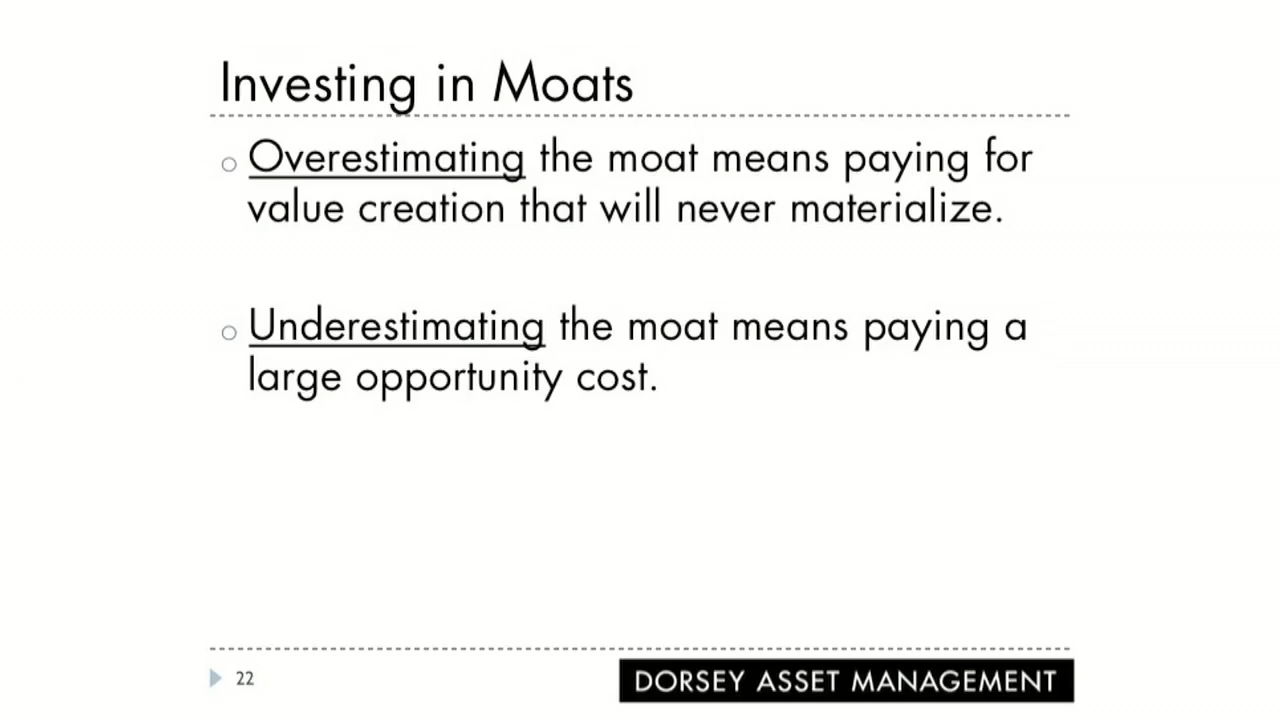 Investing in Moats
Overestimating the moat means paying for
value creation that will never materialize.
Underestimating the moat means paying a
large opportunity cost.
22
DORSEY ASSET MANAGEMENT